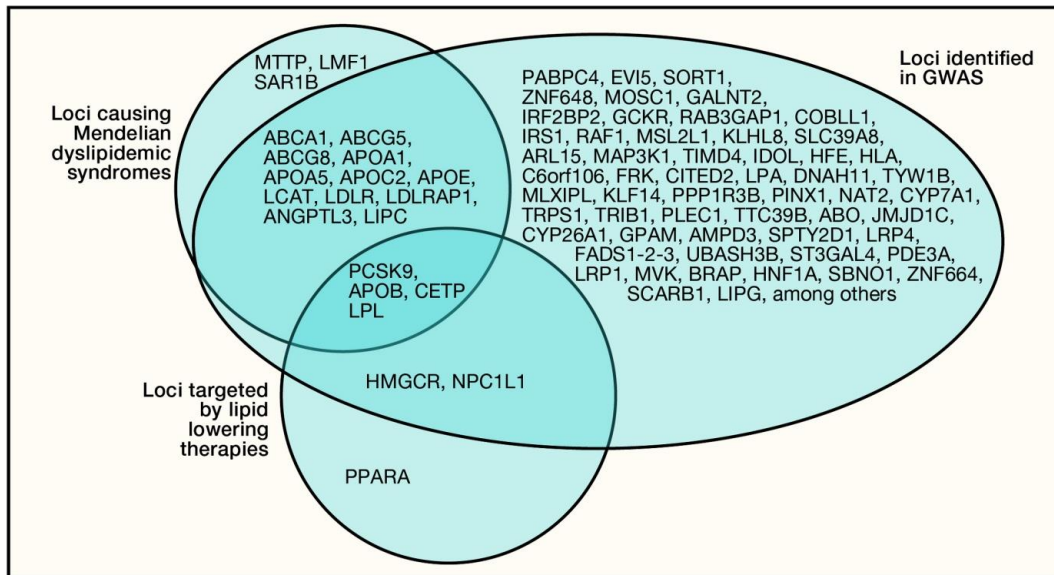 MTTP, LMF1
SAR1B
Loci causing
Mendelian
dyslipidemic
syndromes
ABCA1, ABCG5,
ABCG8, APOA1,
APOA5, APOC2, APOE,
LCAT, LDLR, LDLRAP1,
ANGPTL3, LIPC
Loci identified
in GWAS
PABPC4, EVI5, SORT1,
ZNF648, MOSC1, GALNT2,
IRF2BP2, GCKR, RAB3GAP1, COBLL1,
IRS1, RAF1, MSL2L1, KLHL8, SLC39A8,
ARL15, MAP3K1, TIMD4, IDOL, HFE, HLA,
C6orf106, FRK, CITED2, LPA, DNAH11, TYW1B,
MLXIPL, KLF14, PPP1R3B, PINX1, NAT2, CYP7A1,
TRPS1, TRIB1, PLEC1, TTC39B, ABO, JMJD1C,
CYP26A1, GPAM, AMPD3, SPTY2D1, LRP4,
FADS1-2-3, UBASH3B, ST3GAL4, PDE3A,
LRP1, MVK, BRAP, HNF1A, SBNO1, ZNF664,
SCARB1, LIPG, among others
PCSK9,
APOB, CETP
LPL
Loci targeted
by lipid
lowering
therapies
HMGCR, NPC1L1
PPARA